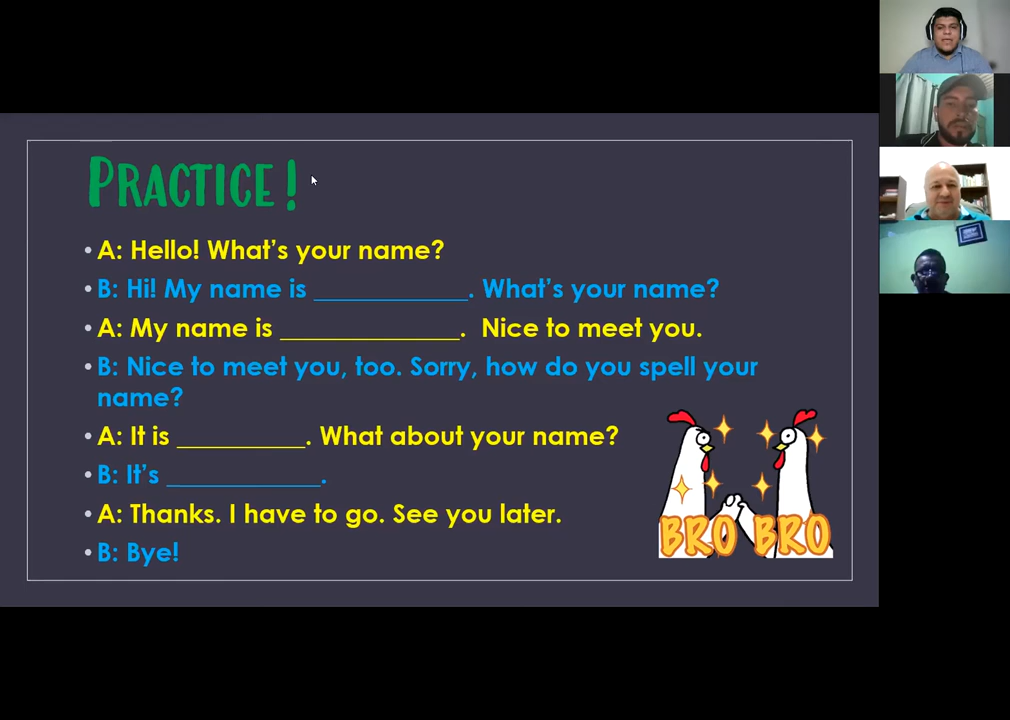 PRACTICE!
• A: Hello! What's your name?
• B: Hi! My name is ____________. What's your name?
• A: My name is ______________.  Nice to meet you.
• B: Nice to meet you, too. Sorry, how do you spell your
name?
• A: It is __________. What about your name?
• B: It's ____________.
• A: Thanks. I have to go. See you later.
• B: Bye!
BRO BRO